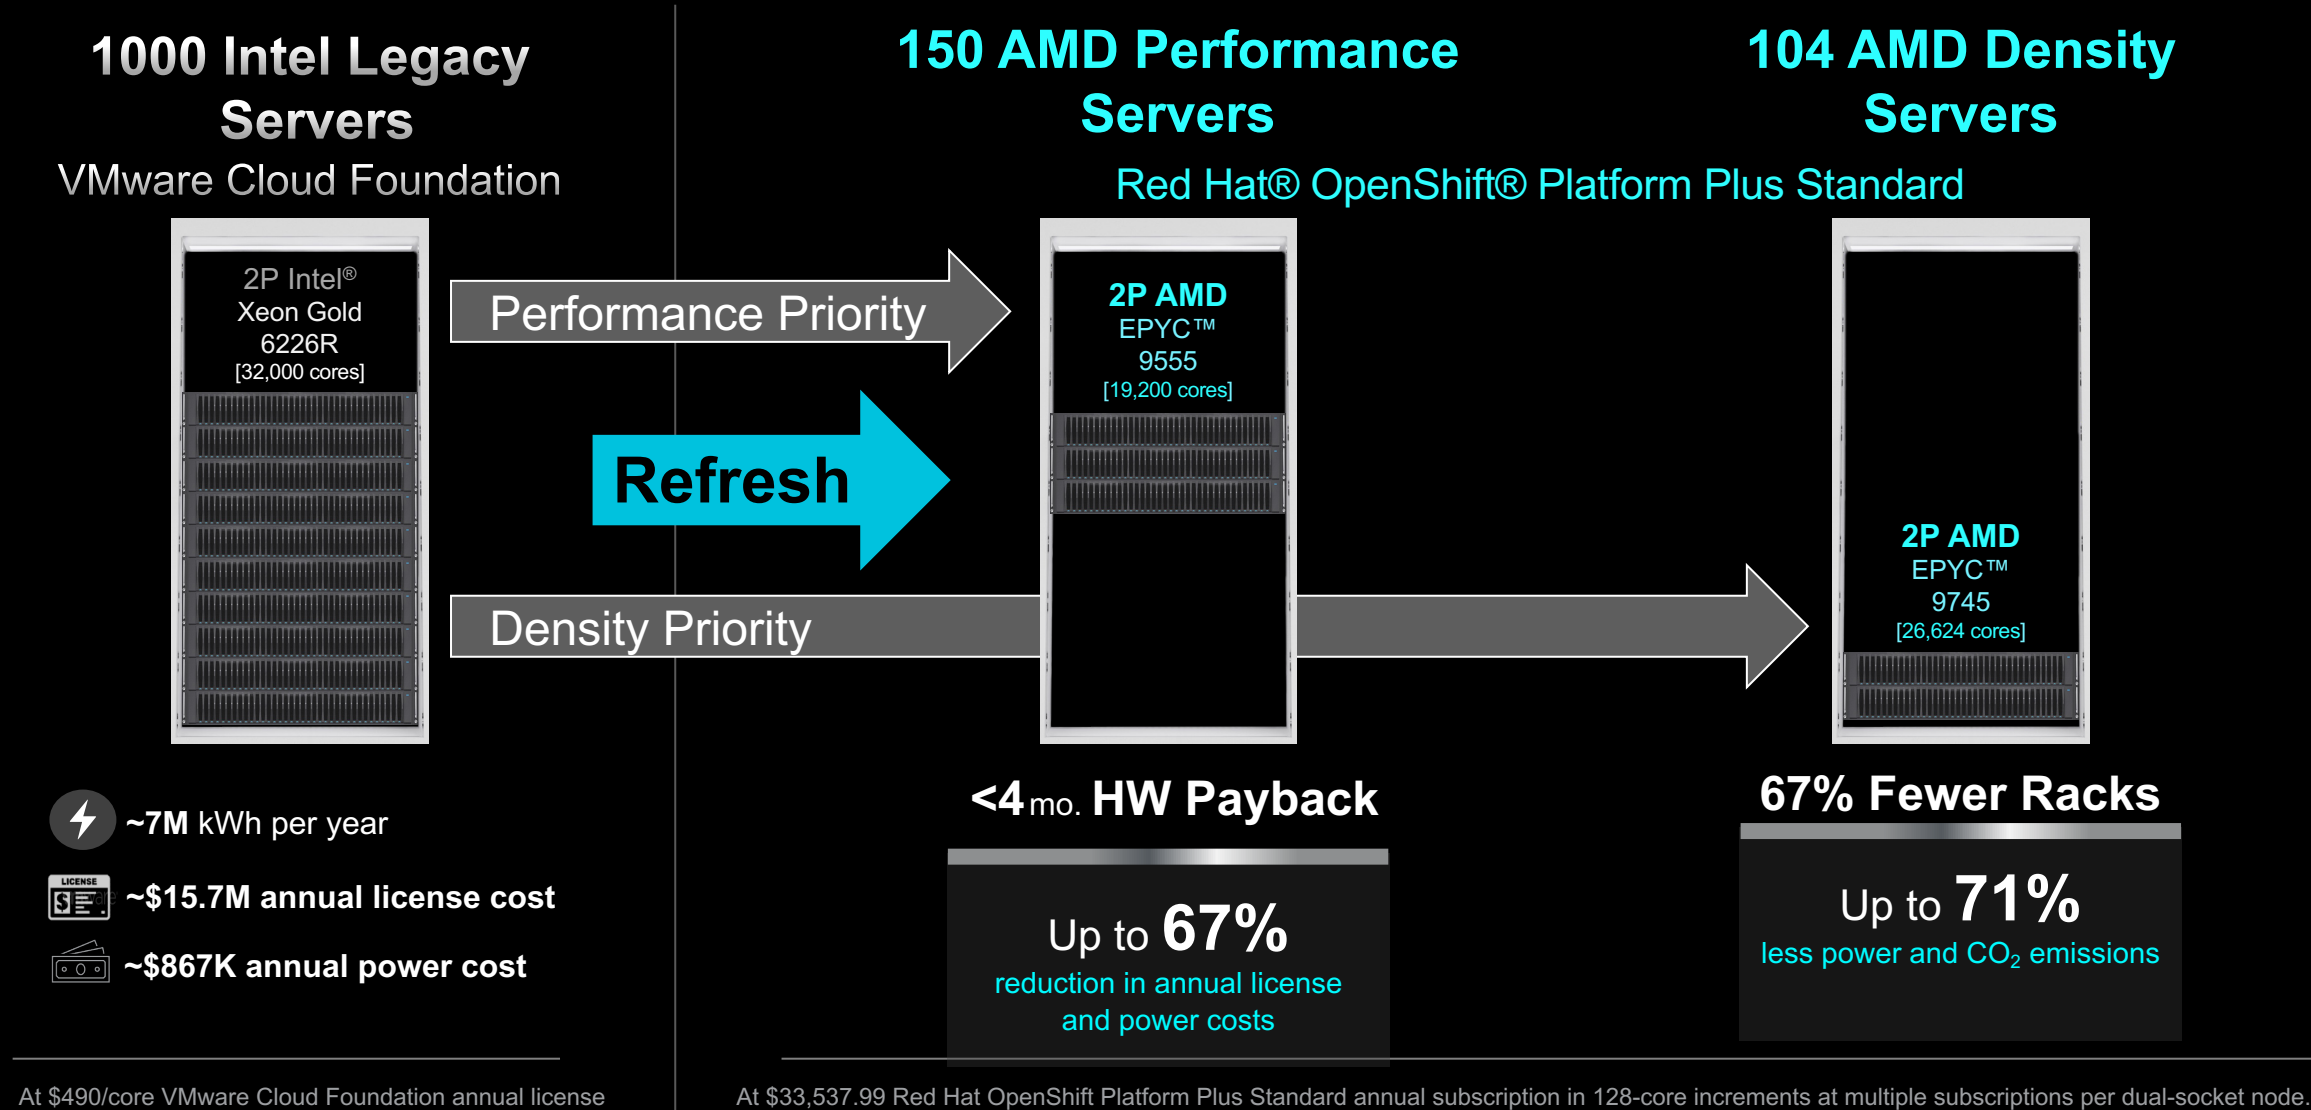 1000 Intel Legacy
Servers
VMware Cloud Foundation
2P Intel®
Xeon Gold
6226R
[32,000 cores]
~7M kWh per year
LICENSE
$
~$15.7M annual license cost
~$867K annual power cost
At $490/core VMware Cloud Foundation annual license
Performance Priority
Refresh
Density Priority
150 AMD Performance
Servers
104 AMD Density
Servers
Red Hat® OpenShift® Platform Plus Standard
2P AMD
EPYC™
9555
[19,200 cores]
2P AMD
EPYC™
9745
[26,624 cores]
<4 mo. HW Payback
Up to 67%
reduction in annual license
and power costs
67% Fewer Racks
Up to 71%
less power and CO₂ emissions
At $33,537.99 Red Hat OpenShift Platform Plus Standard annual subscription in 128-core increments at multiple subscriptions per dual-socket node.